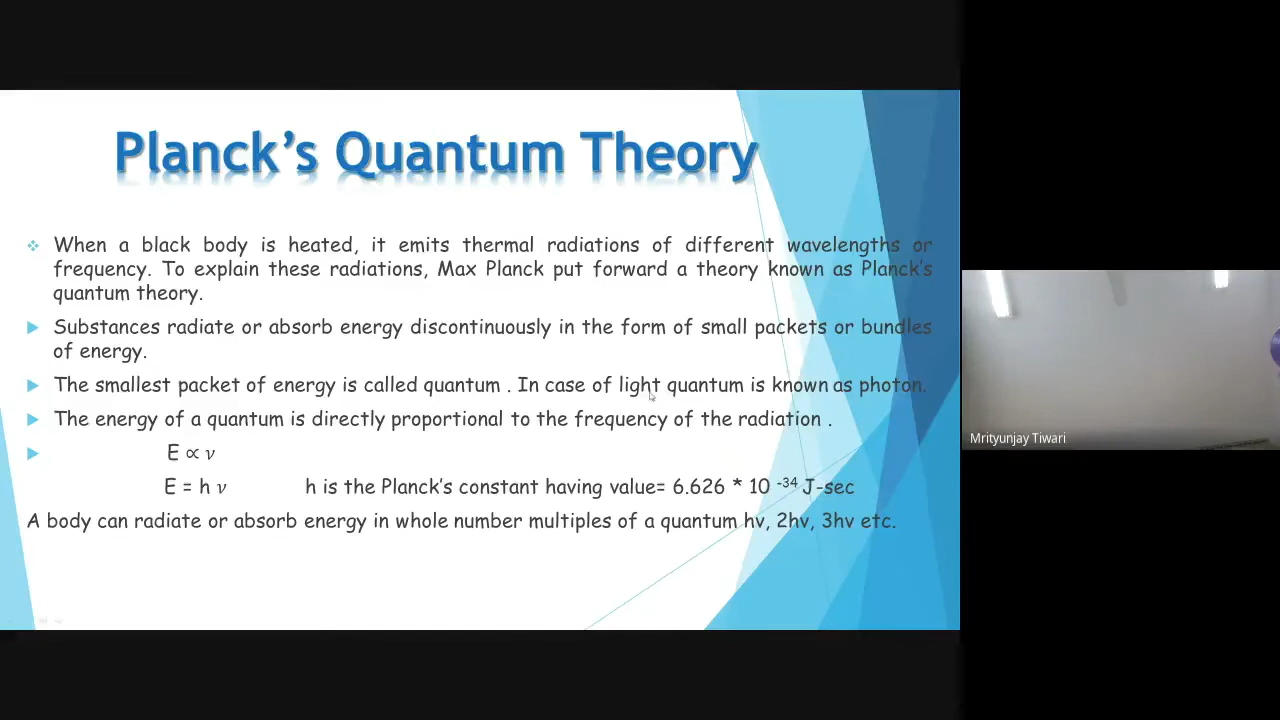 Planck’s Quantum Theory
When a black body is heated, it emits thermal radiations of different wavelengths or
frequency. To explain these radiations, Max Planck put forward a theory known as Planck’s
quantum theory.
Substances radiate or absorb energy discontinuously in the form of small packets or bundles
of energy.
The smallest packet of energy is called quantum . In case of light quantum is known as photon.
The energy of a quantum is directly proportional to the frequency of the radiation .
E ∝ ν
E = h ν h is the Planck’s constant having value= 6.626 * 10 -34 J-sec
A body can radiate or absorb energy in whole number multiples of a quantum hν, 2hν, 3hν etc.
Mrityunjay Tiwari